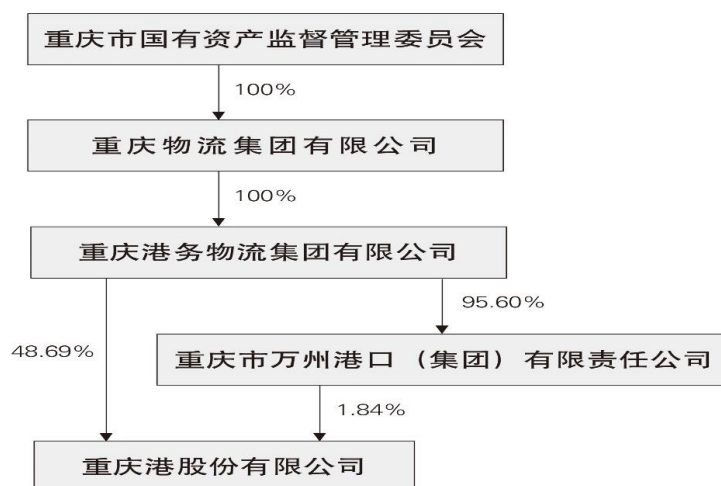 重庆市国有资产监督管理委员会
100%
重庆物流集团有限公司
100%
重庆港务物流集团有限公司
95.60%
48.69%
重庆市万州港口（集团）有限责任公司
1.84%
重庆港股份有限公司